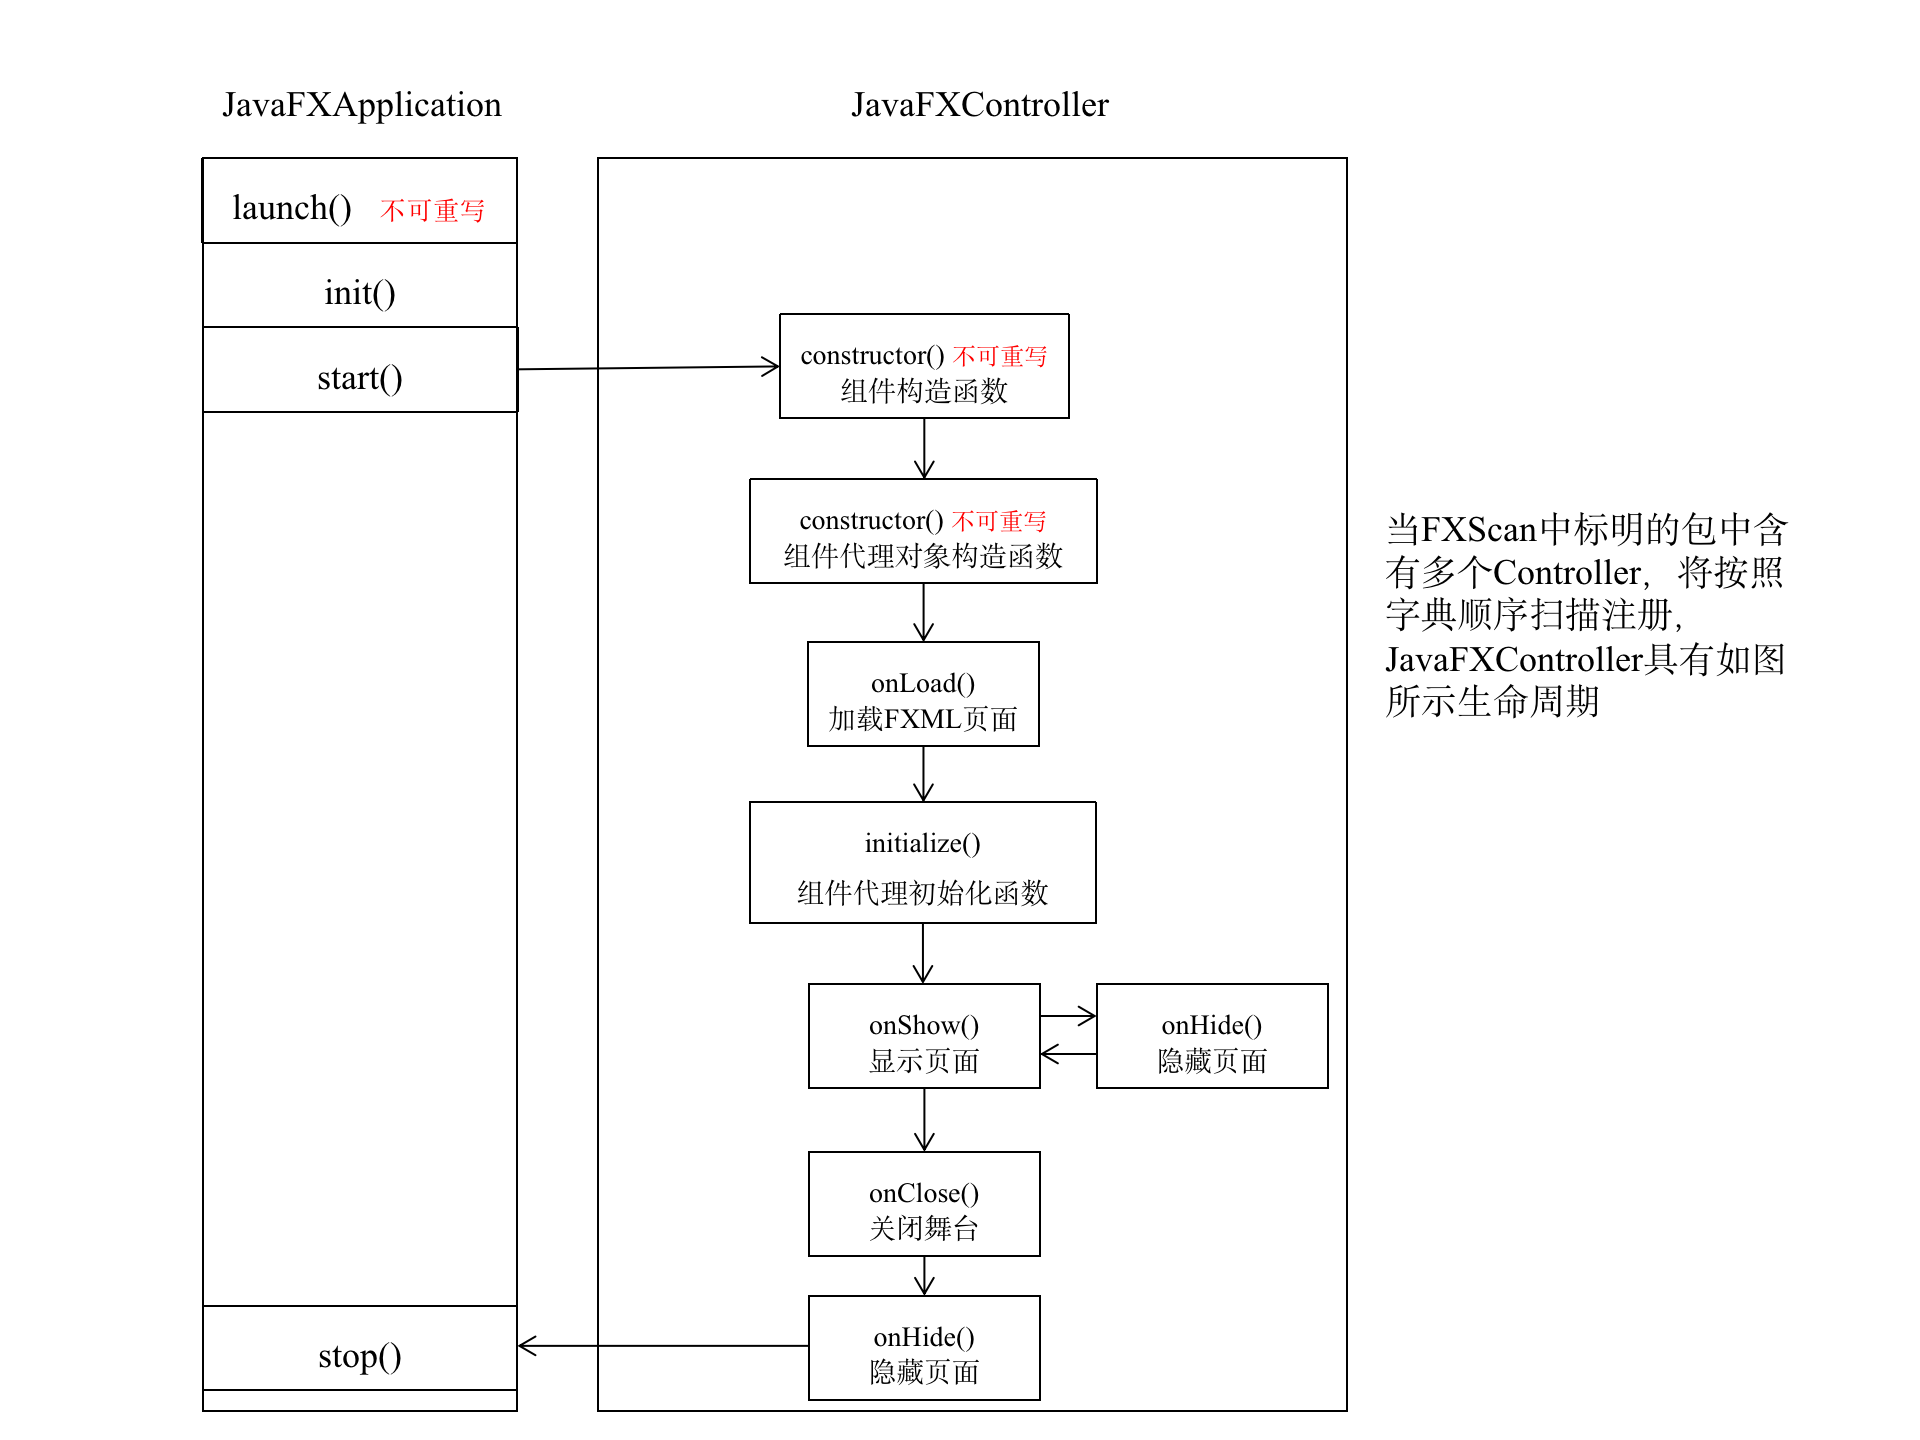 JavaFXApplication
JavaFXController
launch() 不可重写
init()
start()
constructor() 不可重写
组件构造函数
constructor() 不可重写
组件代理对象构造函数
onLoad()
加载FXML页面
initialize()
组件代理初始化函数
onShow()
显示页面
onHide()
隐藏页面
onClose()
关闭舞台
onHide()
隐藏页面
stop()
当FXScan中标明的包中含
有多个Controller，将按照
字典顺序扫描注册，
JavaFXController具有如图
所示生命周期